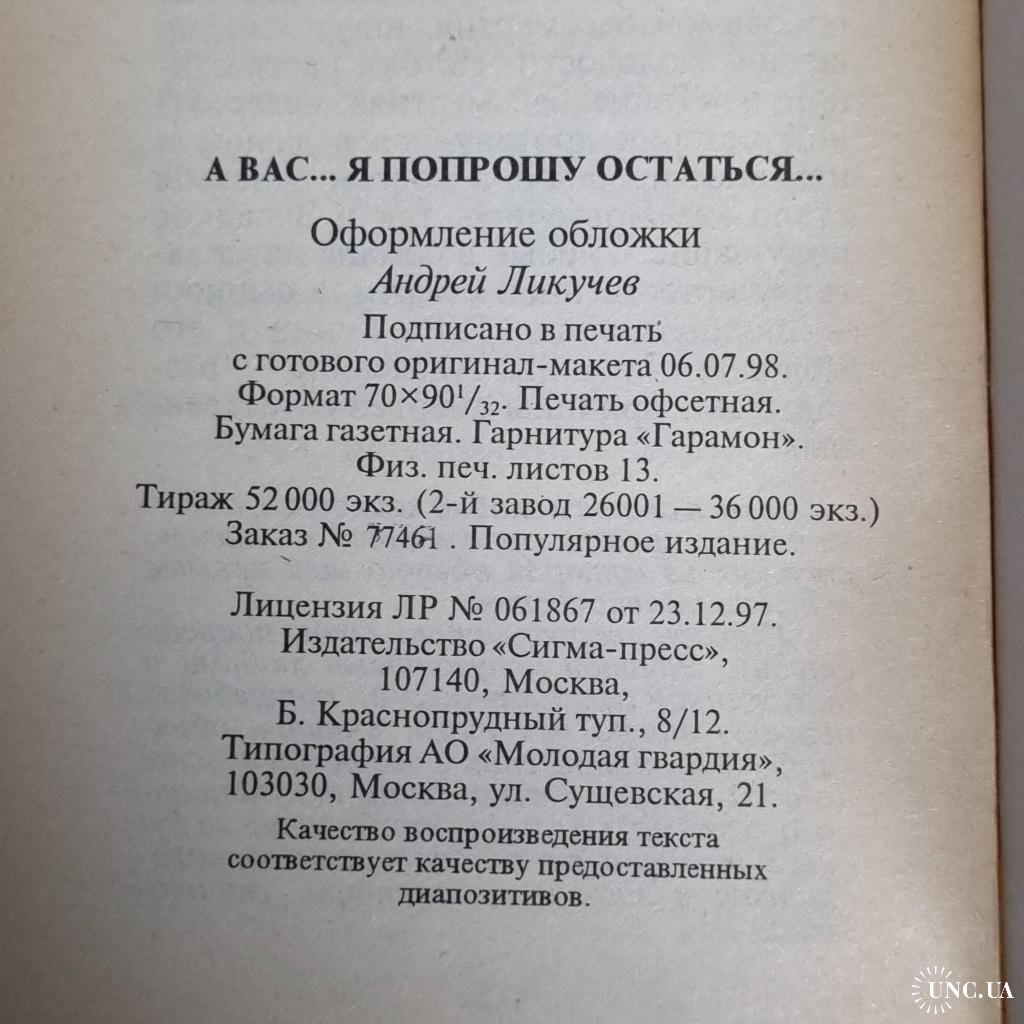 А ВАС... Я ПОПРОШУ ОСТАТЬСЯ...
Оформление обложки
Андрей Ликучев
Подписано в печать
с готового оригинал-макета 06.07.98.
Формат 70×90¹/₃₂. Печать офсетная.
Бумага газетная. Гарнитура «Гарамон».
Физ. печ. листов 13.
Тираж 52 000 экз. (2-й завод 26001 — 36 000 экз.)
Заказ № 77461 . Популярное издание.
Лицензия ЛР № 061867 от 23.12.97.
Издательство «Сигма-пресс»,
107140, Москва,
Б. Краснопрудный туп., 8/12.
Типография АО «Молодая гвардия»,
103030, Москва, ул. Сущевская, 21.
Качество воспроизведения текста
соответствует качеству предоставленных
диапозитивов.
UNC.UA